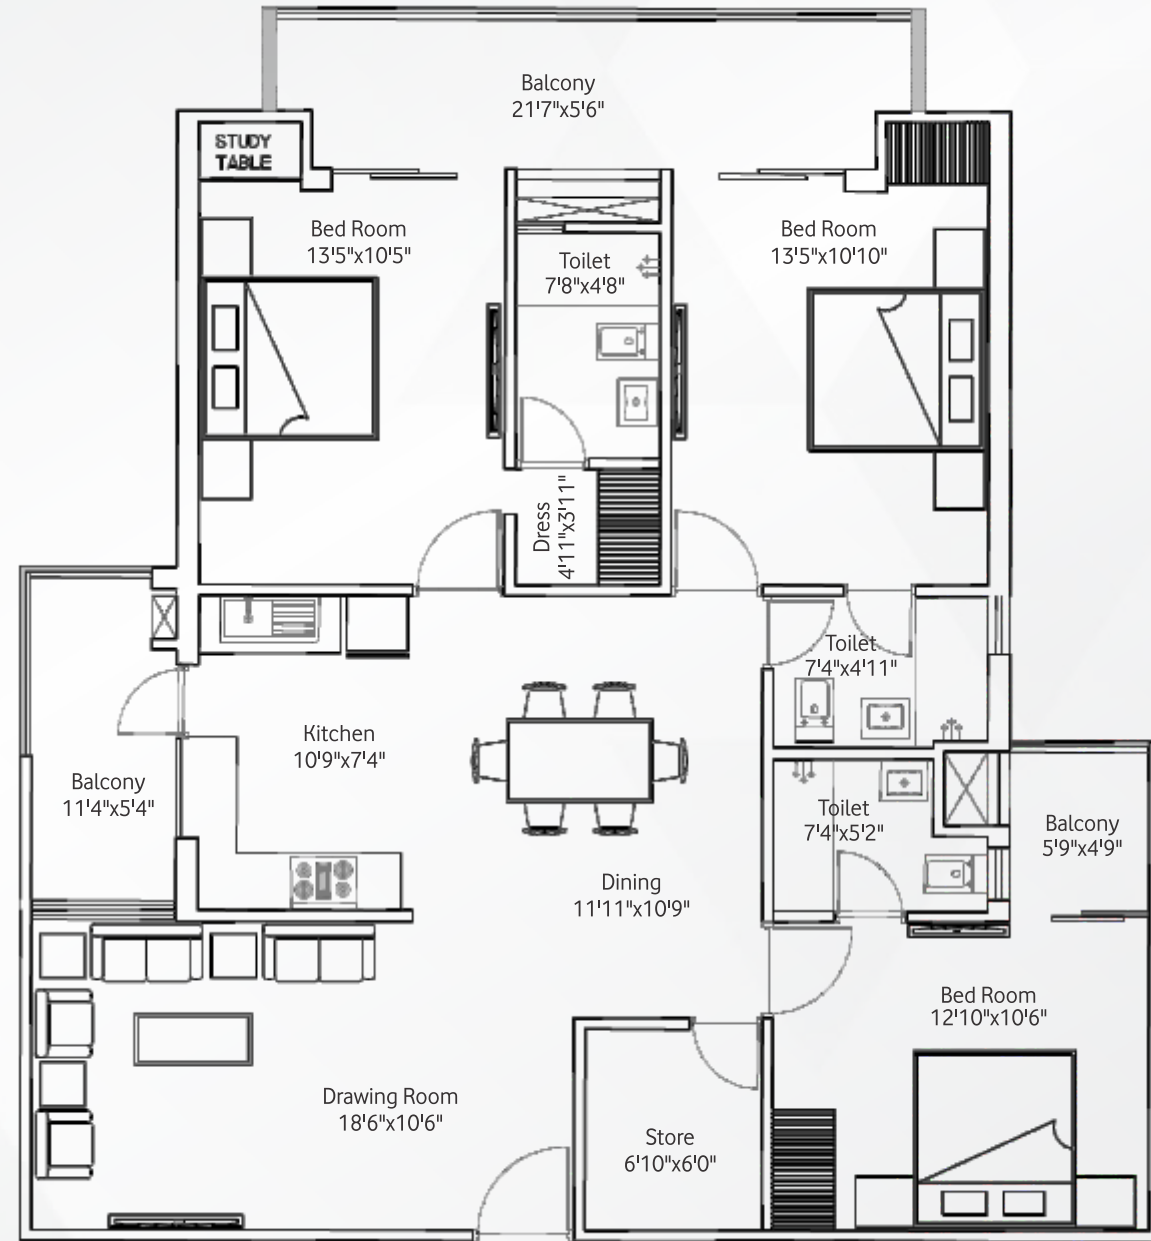 Balcony
21'7"x5'6"
STUDY
TABLE
Bed Room
13'5"x10'5"
Toilet
7'8"x4'8"
Bed Room
13'5"x10'10"
Dress
4'11"x3'11"
Toilet
7'4"x4'11"
Kitchen
10'9"x7'4"
Balcony
11'4"x5'4"
Toilet
7'4"x5'2"
Balcony
5'9"x4'9"
Dining
11'11"x10'9"
Bed Room
12'10"x10'6"
Drawing Room
18'6"x10'6"
Store
6'10"x6'0"